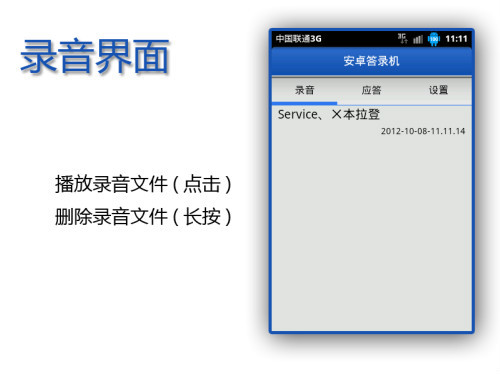 录音界面
播放录音文件 ( 点击 )
删除录音文件 ( 长按 )
中国联通3G 3G 100 11:11
安卓答录机
录音 应答 设置
Service、×本拉登
2012-10-08-11.11.14